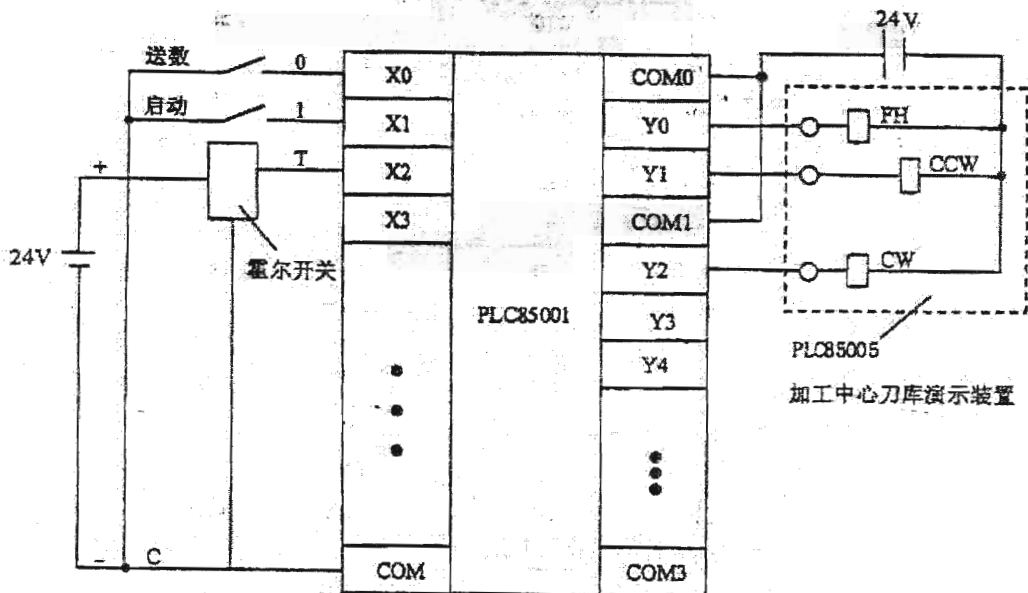 24V
送数 0
启动 1
+
T
24V
霍尔开关
- C
X0
X1
X2
X3
COM
PLC85001
COM0
Y0
Y1
COM1
Y2
Y3
Y4
COM3
FH
CCW
CW
PLC85005
加工中心刀库演示装置